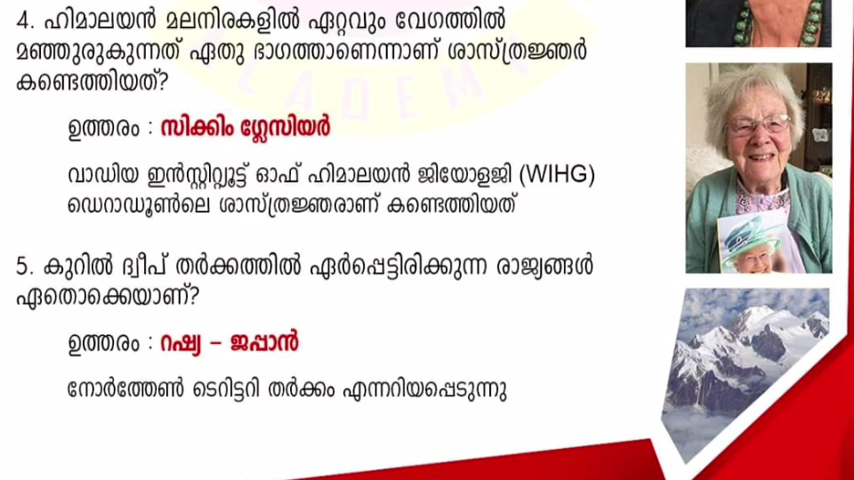 4. ഹിമാലയൻ മലനിരകളിൽ ഏറ്റവും വേഗത്തിൽ
മഞ്ഞുരുകുന്നത് ഏതു ഭാഗത്താണെന്നാണ് ശാസ്ത്രജ്ഞർ
കണ്ടെത്തിയത്?
ഉത്തരം : സിക്കിം ഗ്ലേസിയർ
വാഡിയ ഇൻസ്റ്റിറ്റ്യൂട്ട് ഓഫ് ഹിമാലയൻ ജിയോളജി (WIHG)
ഡെറാഡൂൺലെ ശാസ്ത്രജ്ഞരാണ് കണ്ടെത്തിയത്
5. കുറിൽ ദ്വീപ് തർക്കത്തിൽ ഏർപ്പെട്ടിരിക്കുന്ന രാജ്യങ്ങൾ
ഏതൊക്കെയാണ്?
ഉത്തരം : റഷ്യ – ജപ്പാൻ
നോർത്തേൺ ടെറിട്ടറി തർക്കം എന്നറിയപ്പെടുന്നു